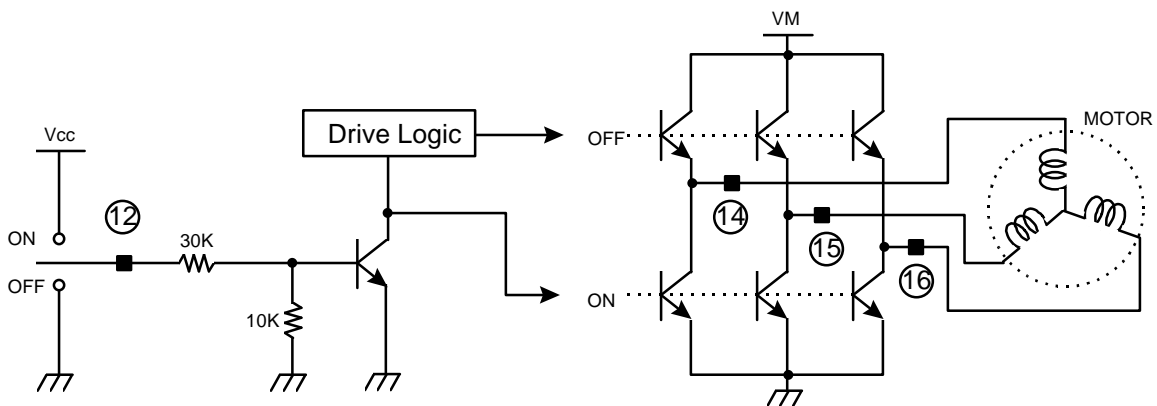 VM
Drive Logic
OFF
MOTOR
Vcc
12
14
ON
30K
15
OFF
16
ON
10K